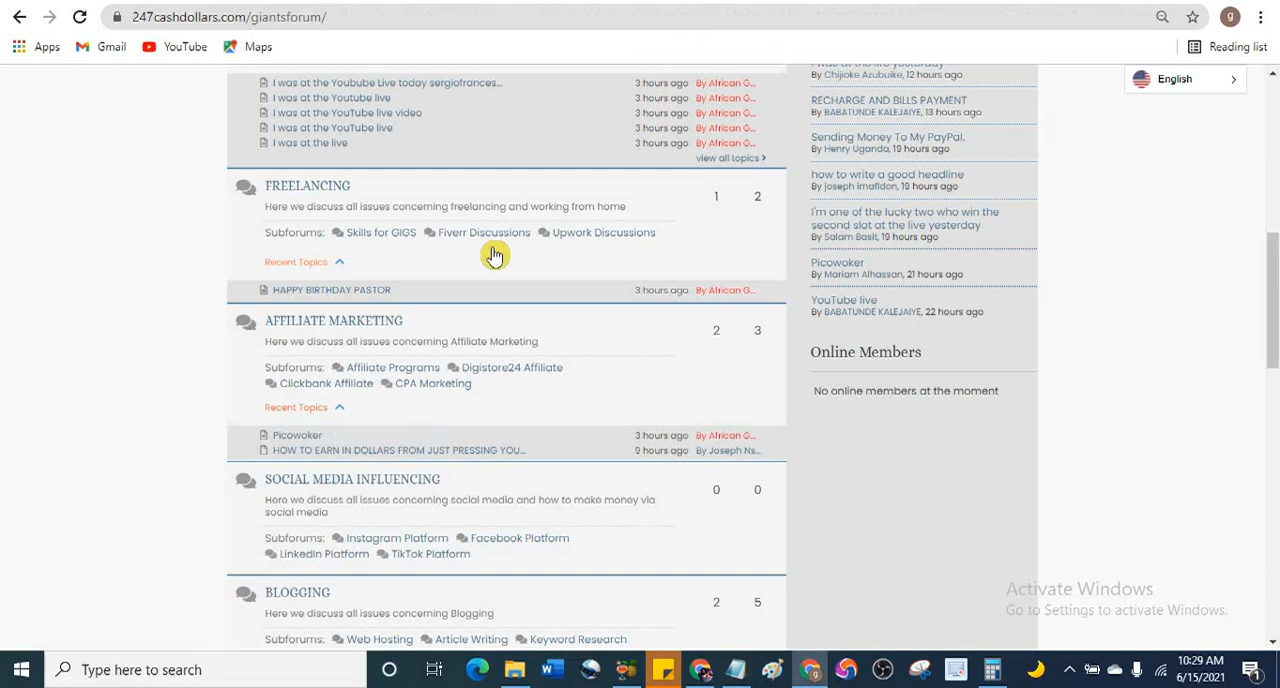 247cashdollars.com/giantsforum/
g
Apps Gmail YouTube Maps Reading list
English
I was at the Youbube Live today sergiofrances... 3 hours ago By African G...
I was at the Youtube live 3 hours ago By African G...
I was at the YouTube live video 3 hours ago By African G...
I was at the YouTube live 3 hours ago By African G...
I was at the live 3 hours ago By African G...
view all topics
FREELANCING
Here we discuss all issues concerning freelancing and working from home
1 2
Subforums: Skills for GIGS Fiverr Discussions Upwork Discussions
Recent Topics
HAPPY BIRTHDAY PASTOR 3 hours ago By African G...
AFFILIATE MARKETING
Here we discuss all issues concerning Affiliate Marketing
2 3
Subforums: Affiliate Programs Digistore24 Affiliate
Clickbank Affiliate CPA Marketing
Recent Topics
Picowoker 3 hours ago By African G...
HOW TO EARN IN DOLLARS FROM JUST PRESSING YOU... 9 hours ago By Joseph Ns...
SOCIAL MEDIA INFLUENCING
Here we discuss all issues concerning social media and how to make money via
social media
0 0
Subforums: Instagram Platform Facebook Platform
LinkedIn Platform TikTok Platform
BLOGGING
Here we discuss all issues concerning Blogging
2 5
Subforums: Web Hosting Article Writing Keyword Research
By Chijioke Azubuike, 12 hours ago
RECHARGE AND BILLS PAYMENT
By BABATUNDE KALEJAIYE, 13 hours ago
Sending Money To My PayPal.
By Henry Uganda, 19 hours ago
how to write a good headline
By joseph imafidon, 19 hours ago
I'm one of the lucky two who win the
second slot at the live yesterday
By Salam Basit, 19 hours ago
Picowoker
By Mariam Alhassan, 21 hours ago
YouTube live
By BABATUNDE KALEJAIYE, 22 hours ago
Online Members
No online members at the moment
Activate Windows
Go to Settings to activate Windows.
Type here to search
10:29 AM
6/15/2021